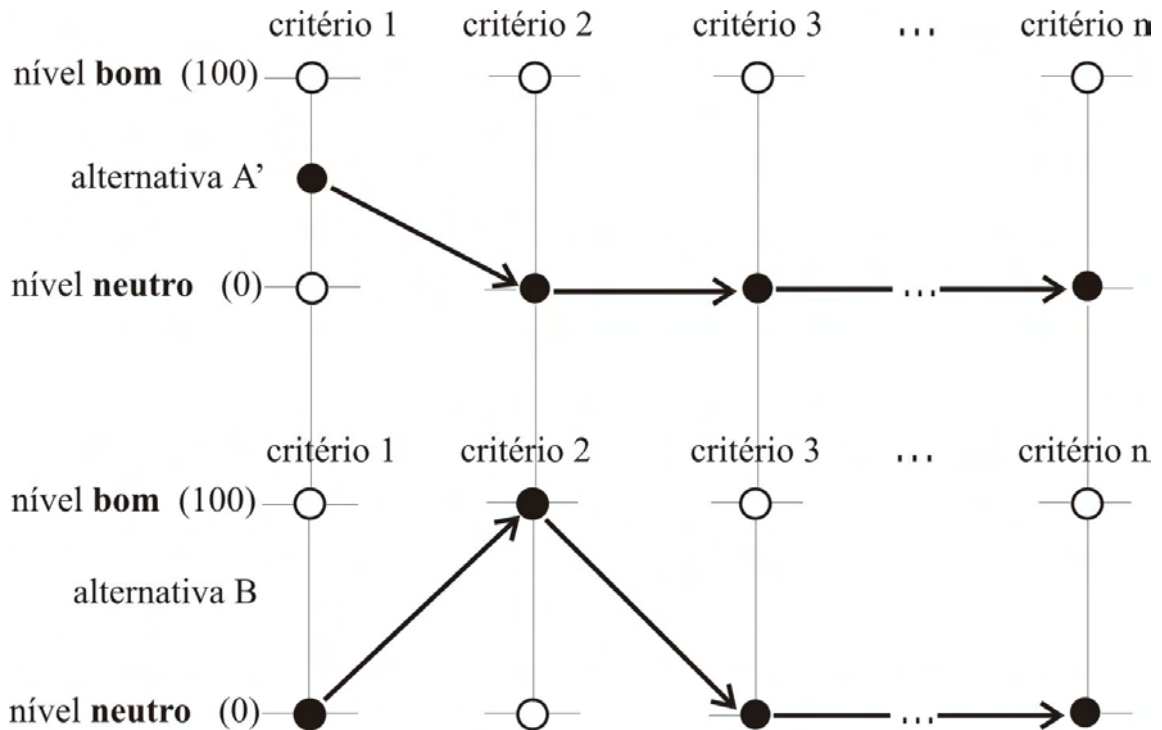 critério 1 critério 2 critério 3 ... critério n
nível bom (100)
alternativa A’
nível neutro (0)
...
critério 1 critério 2 critério 3 ... critério n
nível bom (100)
alternativa B
nível neutro (0)
...